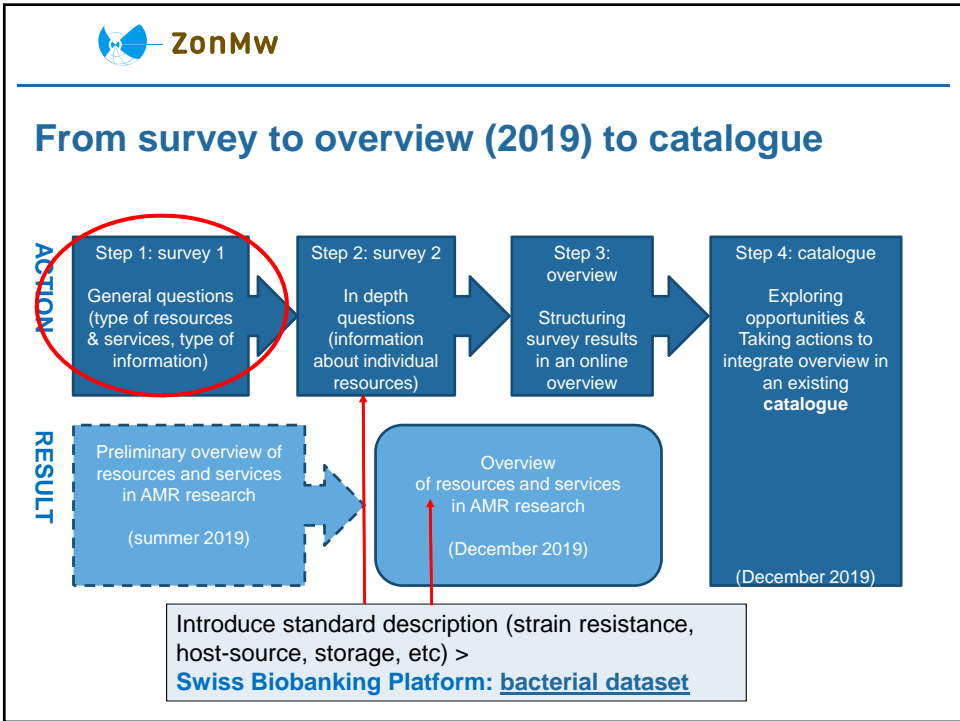 ZonMw
From survey to overview (2019) to catalogue
ACTION
Step 1: survey 1
General questions
(type of resources
& services, type of
information)
Step 2: survey 2
In depth
questions
(information
about individual
resources)
Step 3:
overview
Structuring
survey results
in an online
overview
Step 4: catalogue
Exploring
opportunities &
Taking actions to
integrate overview in
an existing
catalogue
(December 2019)
RESULT
Preliminary overview of
resources and services
in AMR research
(summer 2019)
Overview
of resources and services
in AMR research
(December 2019)
Introduce standard description (strain resistance,
host-source, storage, etc) >
Swiss Biobanking Platform: bacterial dataset